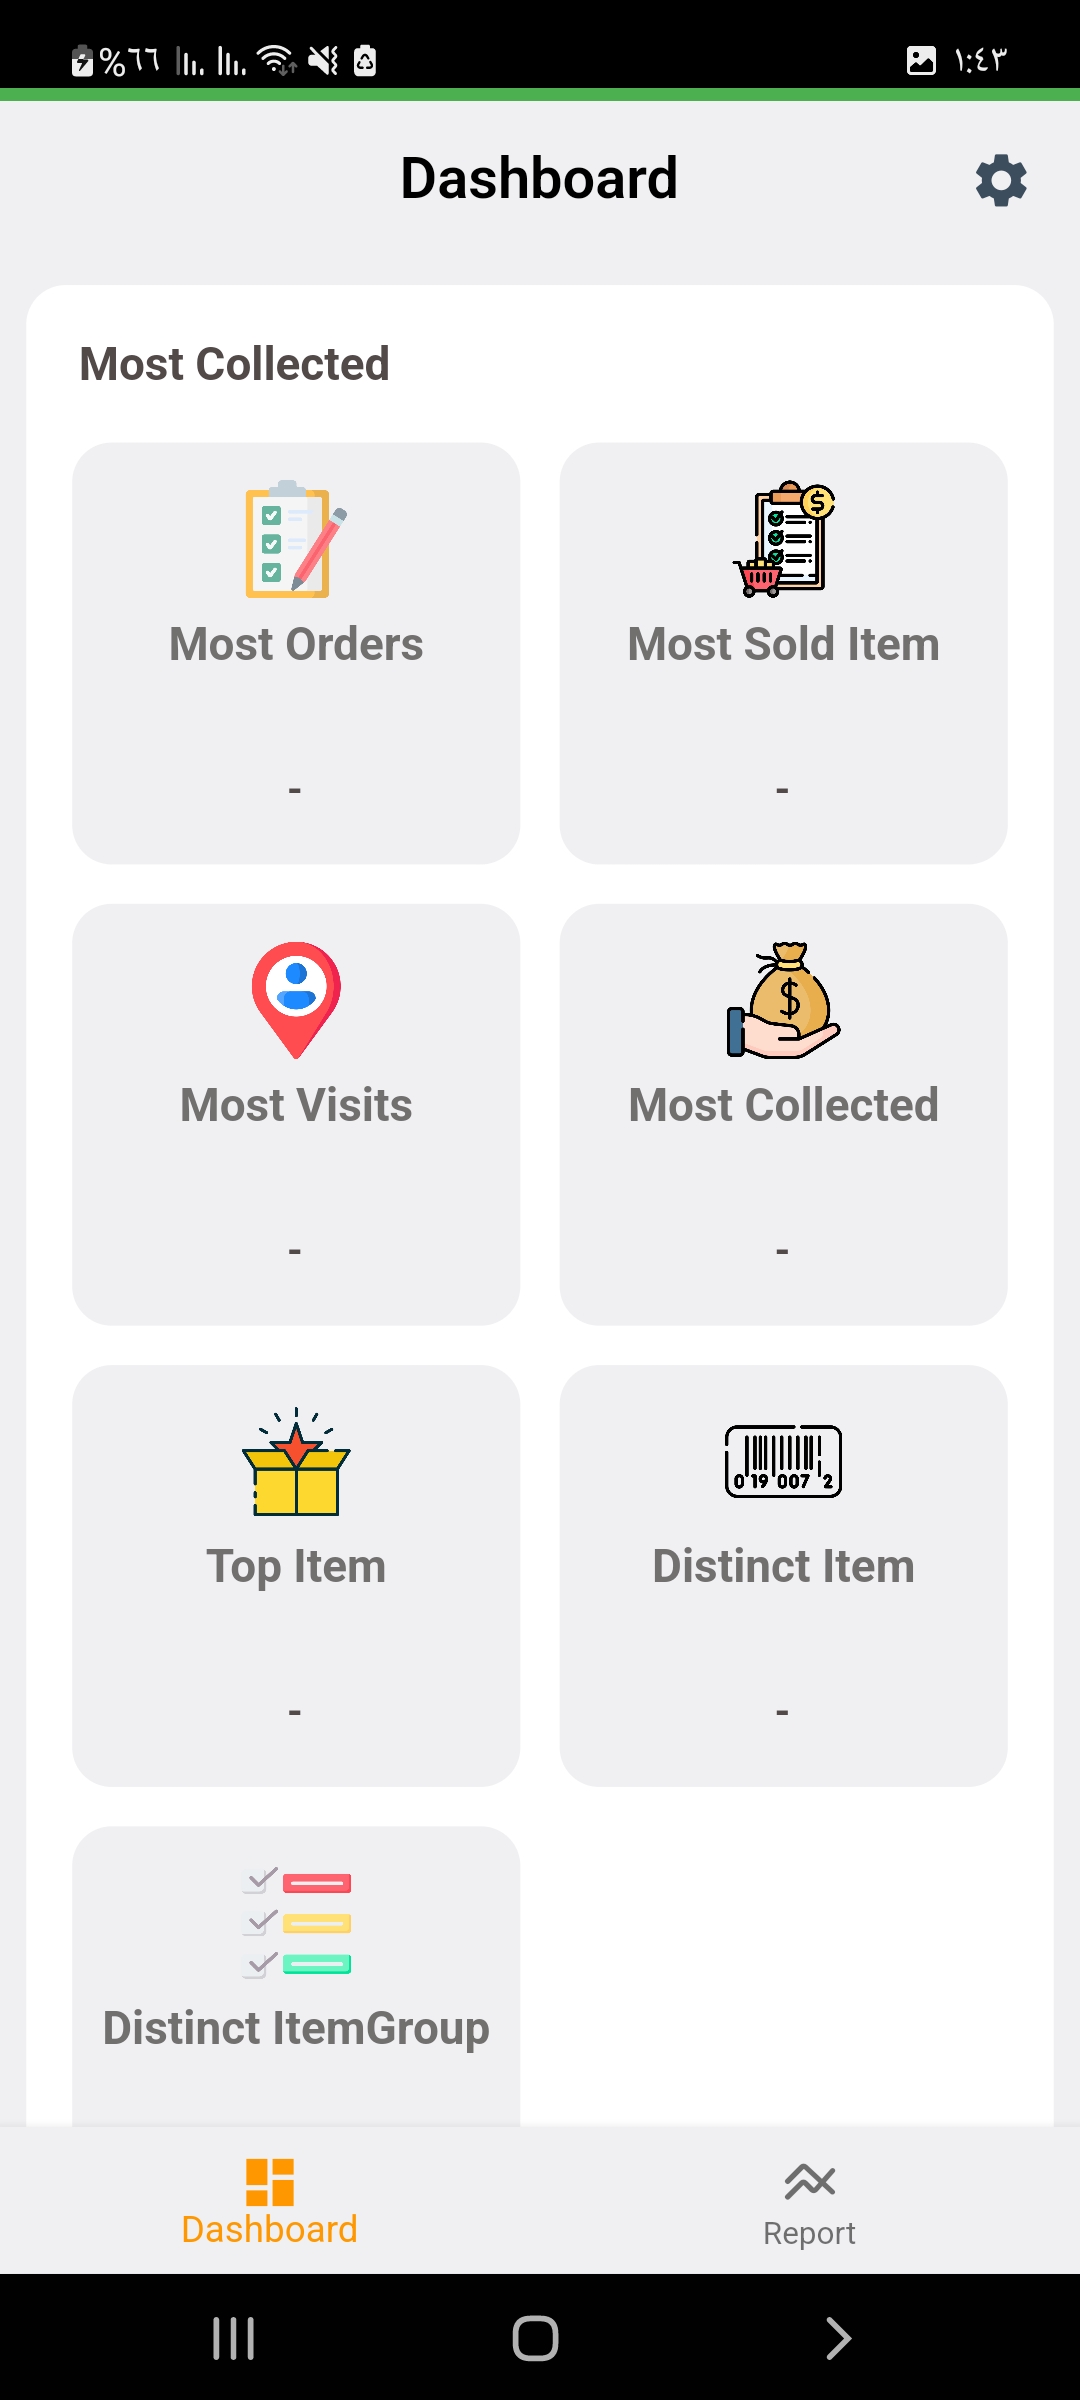 %٦٦
١:٤٣
Dashboard
Most Collected
Most Orders
-
Most Sold Item
-
Most Visits
-
Most Collected
-
Top Item
-
0 19 007 2
Distinct Item
-
Distinct ItemGroup
Dashboard
Report